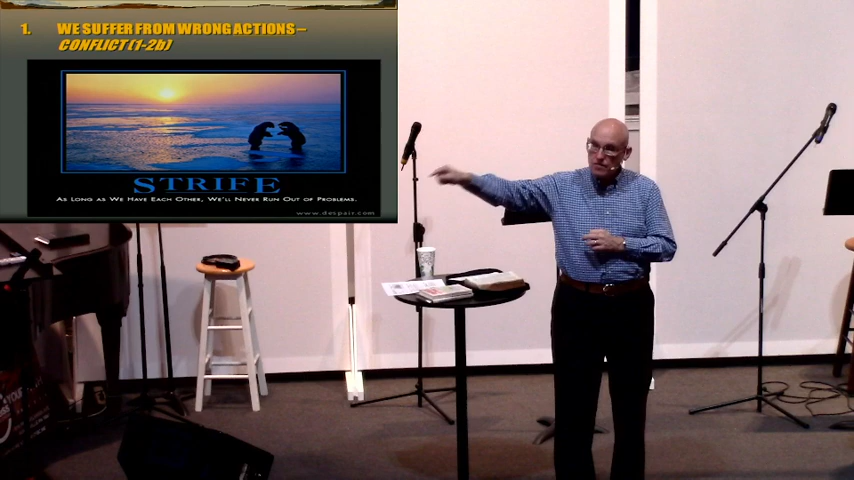 1. WE SUFFER FROM WRONG ACTIONS –
CONFLICT (1-2b)
STRIFE
AS LONG AS WE HAVE EACH OTHER, WE'LL NEVER RUN OUT OF PROBLEMS.
www.despair.com